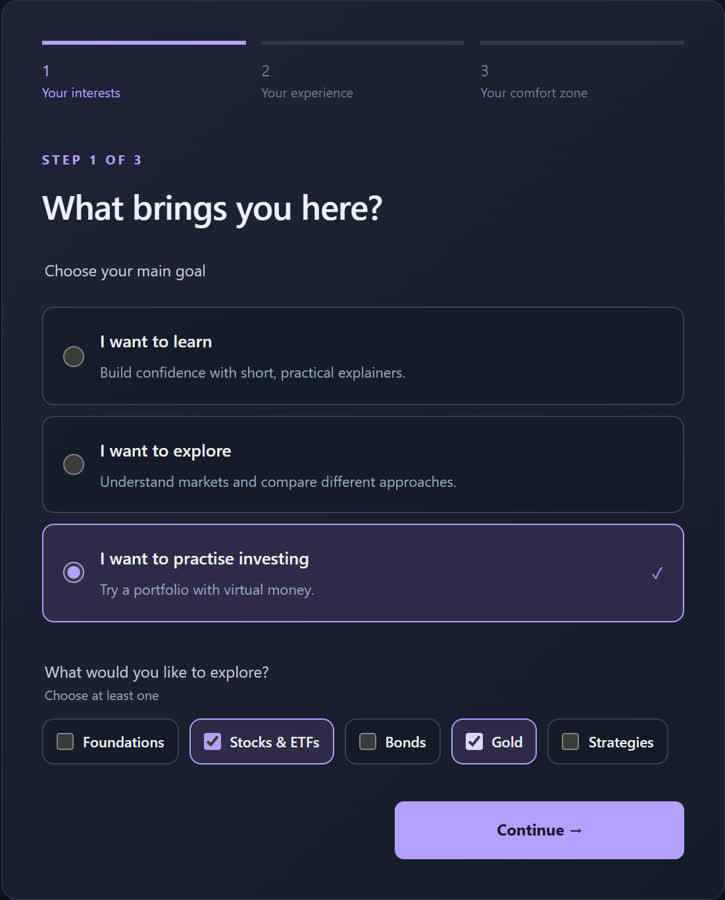 1
Your interests
2
Your experience
3
Your comfort zone
STEP 1 OF 3
What brings you here?
Choose your main goal
I want to learn
Build confidence with short, practical explainers.
I want to explore
Understand markets and compare different approaches.
I want to practise investing
Try a portfolio with virtual money.
✓
What would you like to explore?
Choose at least one
Foundations
Stocks & ETFs
Bonds
Gold
Strategies
Continue →